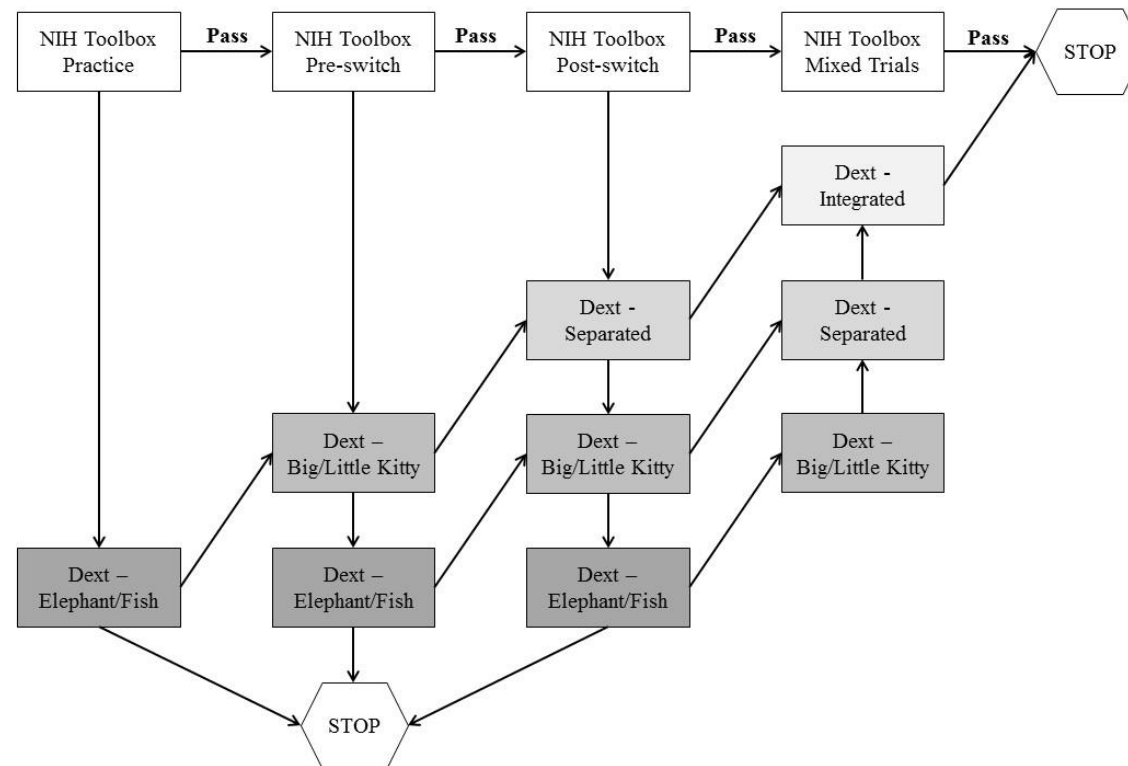 NIH Toolbox
Practice
Pass
NIH Toolbox
Pre-switch
Pass
NIH Toolbox
Post-switch
Pass
NIH Toolbox
Mixed Trials
Pass
STOP
Dext -
Integrated
Dext -
Separated
Dext -
Separated
Dext –
Big/Little Kitty
Dext –
Big/Little Kitty
Dext –
Big/Little Kitty
Dext –
Elephant/Fish
Dext –
Elephant/Fish
Dext –
Elephant/Fish
STOP